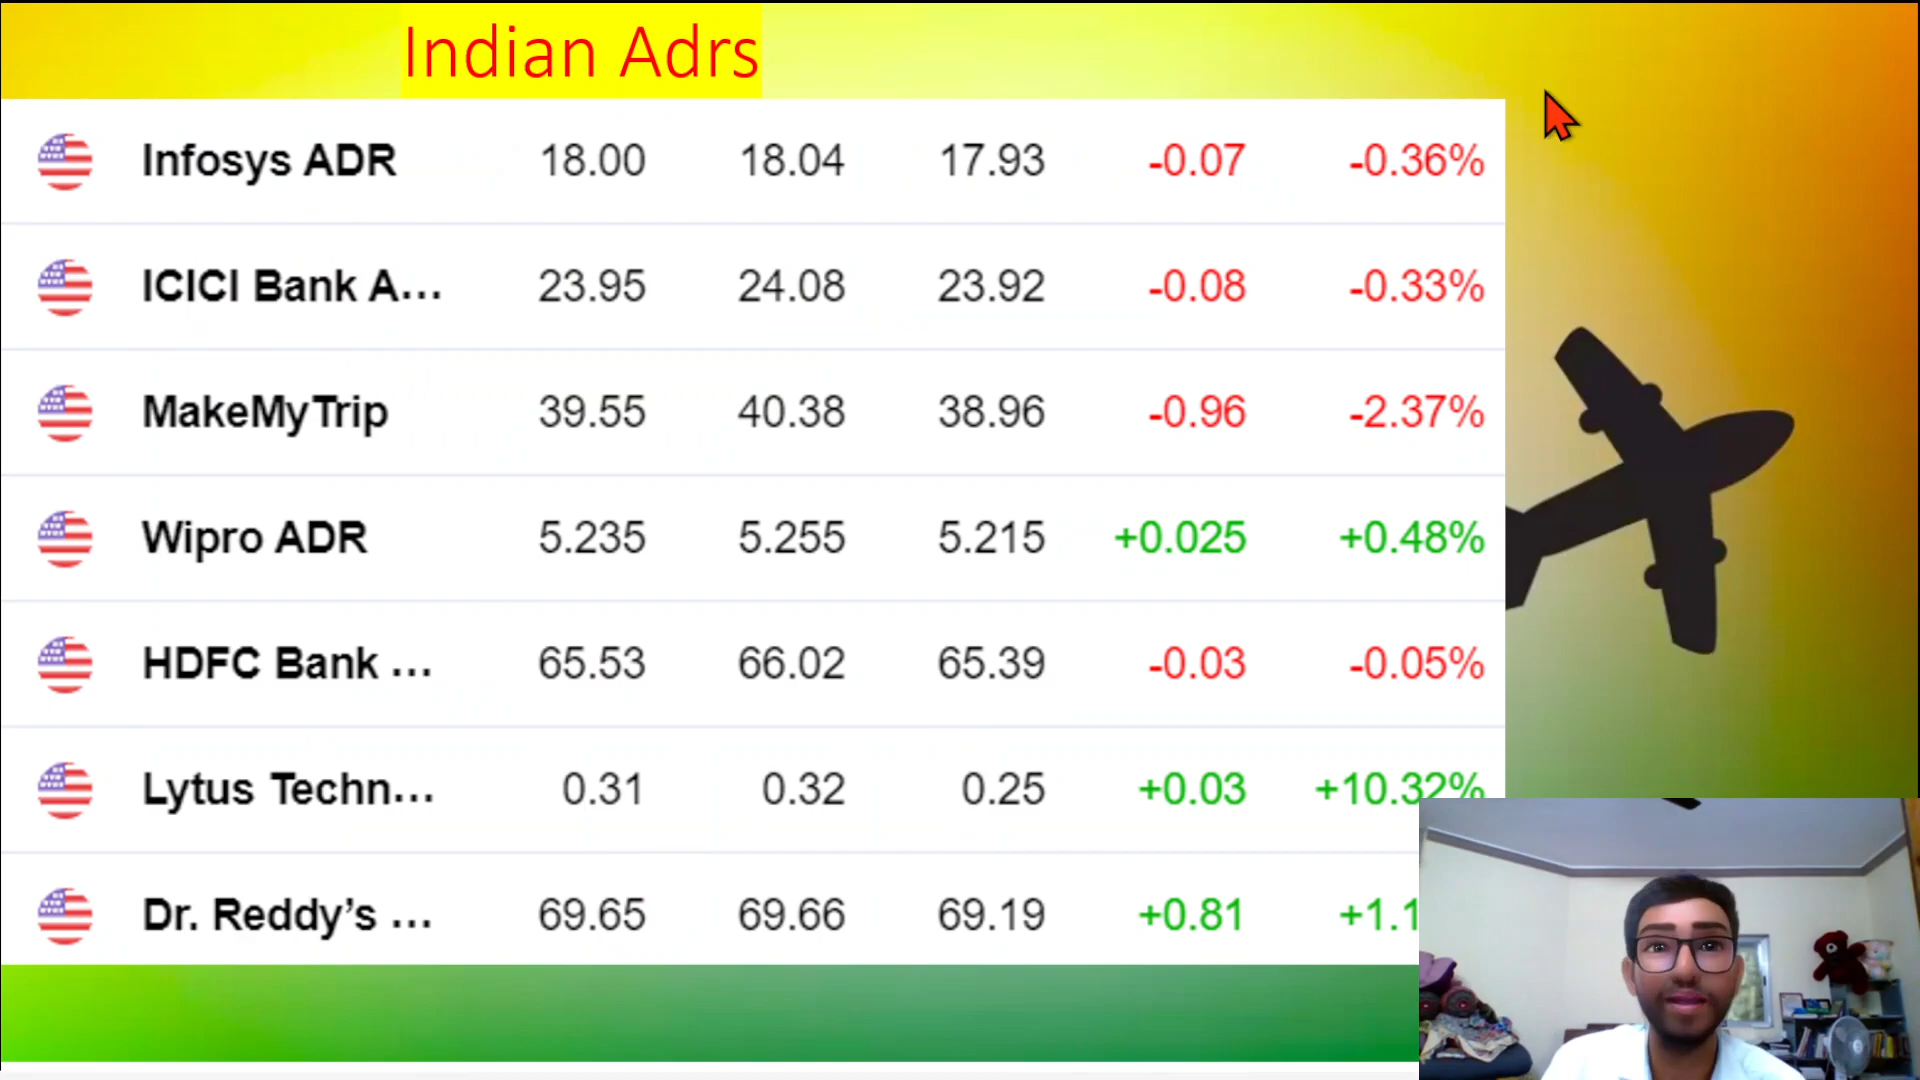 Indian Adrs
Infosys ADR 18.00 18.04 17.93 -0.07 -0.36%
ICICI Bank A... 23.95 24.08 23.92 -0.08 -0.33%
MakeMyTrip 39.55 40.38 38.96 -0.96 -2.37%
Wipro ADR 5.235 5.255 5.215 +0.025 +0.48%
HDFC Bank ... 65.53 66.02 65.39 -0.03 -0.05%
Lytus Techn... 0.31 0.32 0.25 +0.03 +10.32%
Dr. Reddy’s ... 69.65 69.66 69.19 +0.81 +1.1